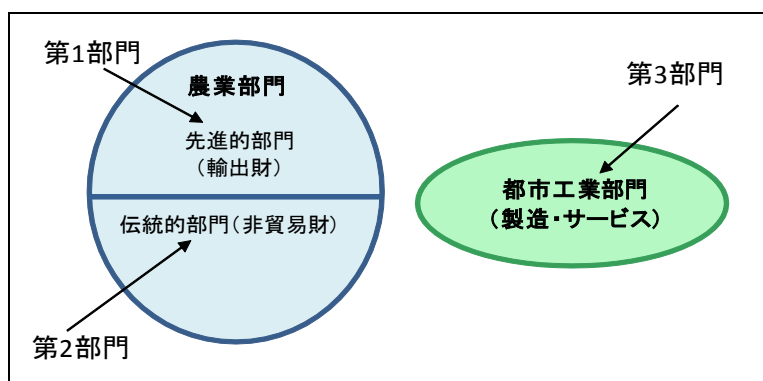 第1部門
農業部門
第3部門
先進的部門
(輸出財)
都市工業部門
(製造・サービス)
伝統的部門(非貿易財)
第2部門